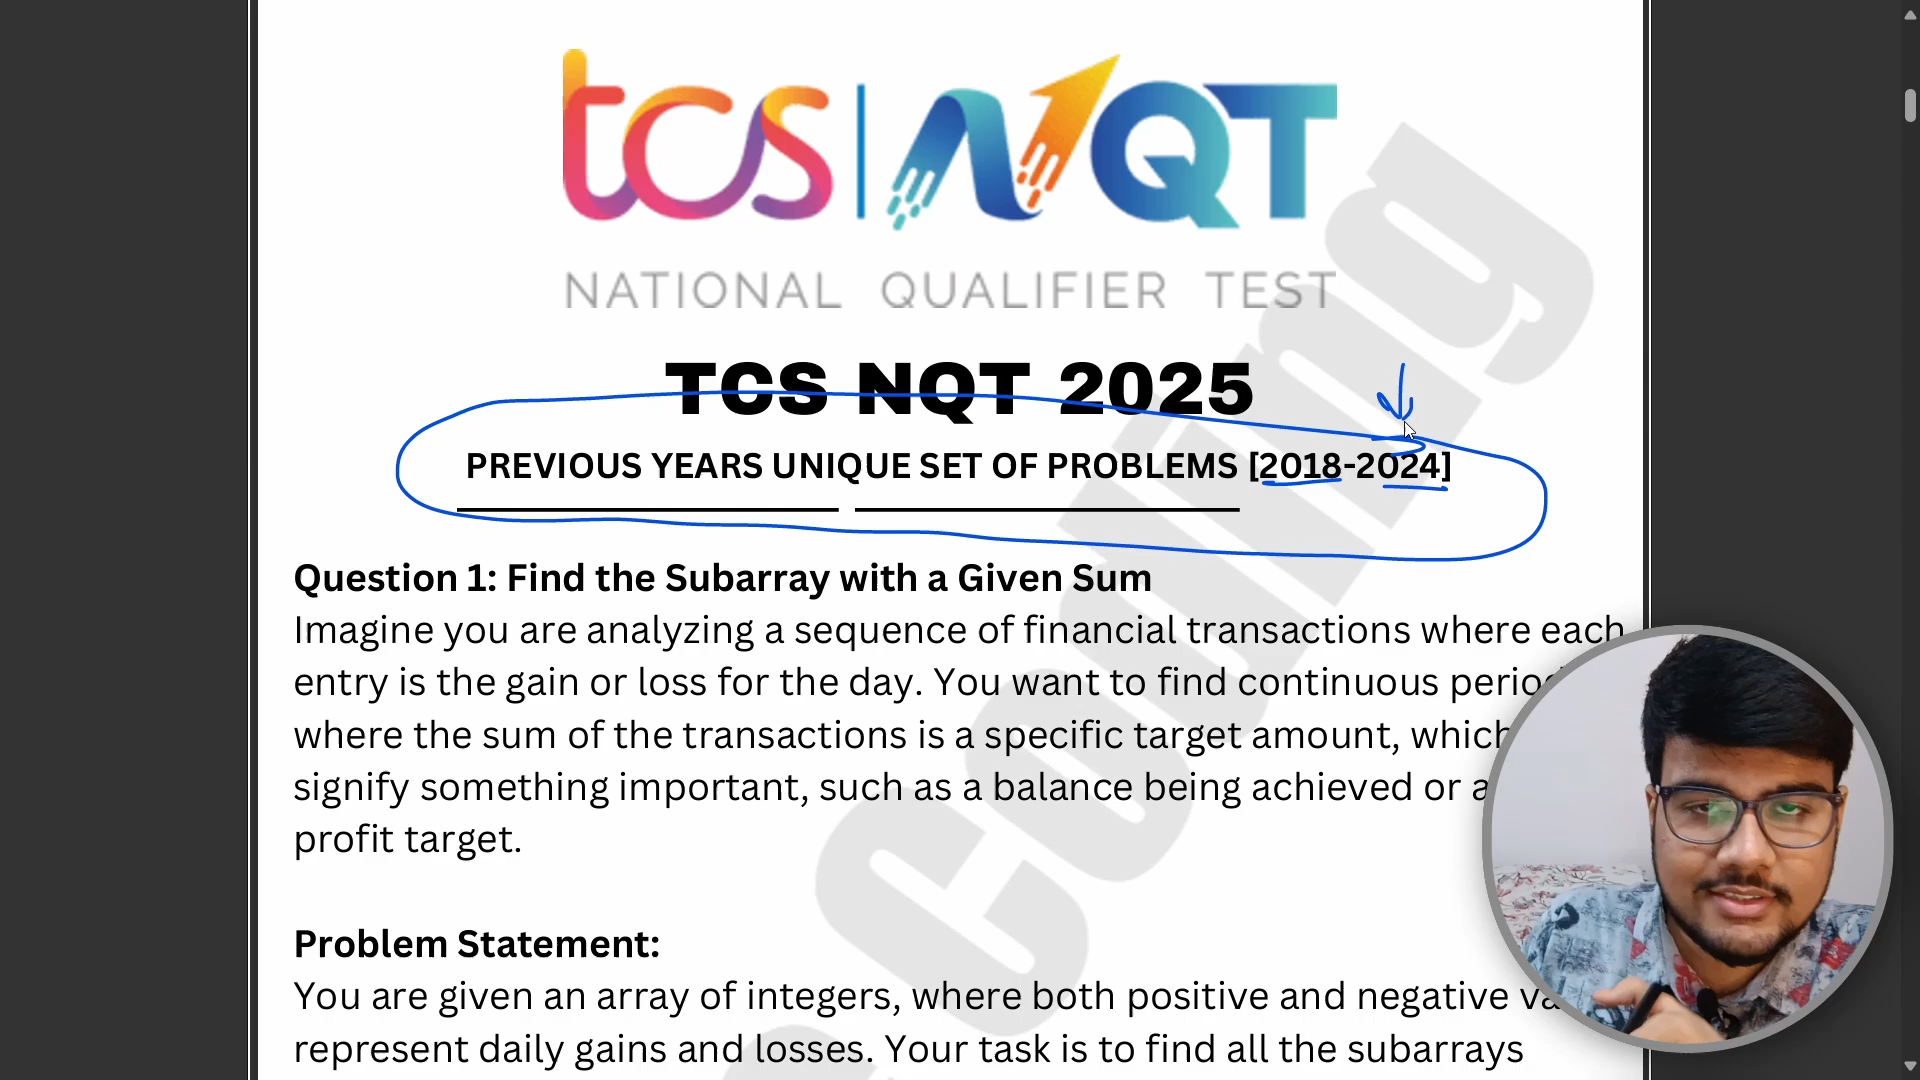 tcs | NQT
NATIONAL QUALIFIER TEST
TCS NQT 2025
PREVIOUS YEARS UNIQUE SET OF PROBLEMS [2018-2024]
Question 1: Find the Subarray with a Given Sum
Imagine you are analyzing a sequence of financial transactions where each
entry is the gain or loss for the day. You want to find continuous
where the sum of the transactions is a specific target amount, which
signify something important, such as a balance being achieved or a
profit target.
Problem Statement:
You are given an array of integers, where both positive and negative
represent daily gains and losses. Your task is to find all the subarrays
Coding